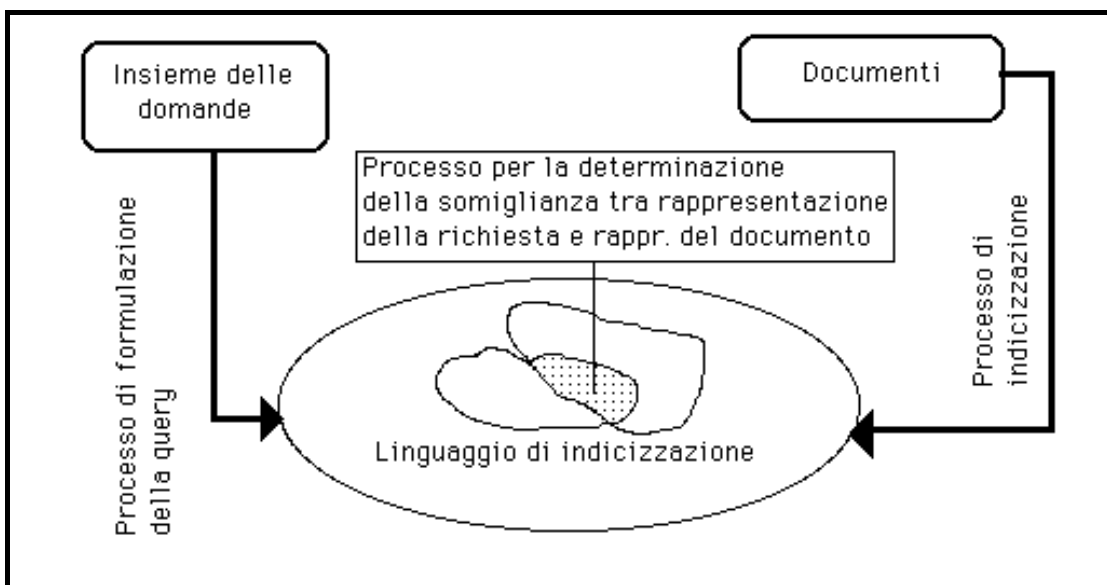 Insieme delle
domande
Documenti
Processo per la determinazione
della somiglianza tra rappresentazione
della richiesta e rappr. del documento
Processo di formulazione
della query
Processo di
indicizzazione
Linguaggio di indicizzazione